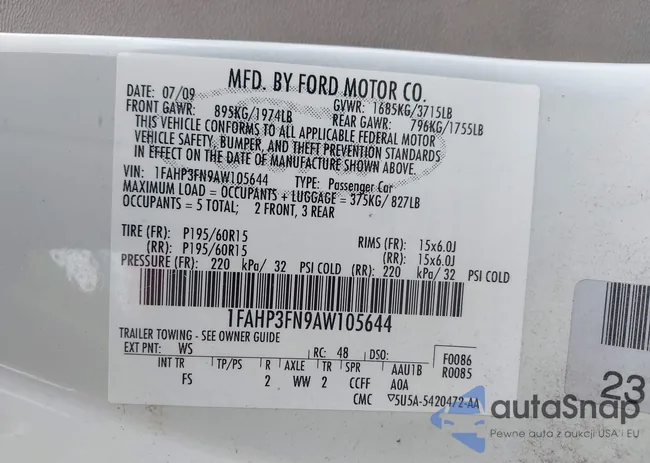 MFD. BY FORD MOTOR CO.
DATE: 07/09 GVWR: 1685KG/3715LB
FRONT GAWR: 895KG/1974LB REAR GAWR: 796KG/1755LB
THIS VEHICLE CONFORMS TO ALL APPLICABLE FEDERAL MOTOR
VEHICLE SAFETY, BUMPER, AND THEFT PREVENTION STANDARDS
IN EFFECT ON THE DATE OF MANUFACTURE SHOWN ABOVE.
VIN: 1FAHP3FN9AW105644 TYPE: Passenger Car
MAXIMUM LOAD = OCCUPANTS + LUGGAGE = 375KG/ 827LB
OCCUPANTS = 5 TOTAL; 2 FRONT, 3 REAR
TIRE (FR): P195/60R15 RIMS (FR): 15x6.0J
(RR): P195/60R15 (RR): 15x6.0J
PRESSURE (FR): 220 kPa/ 32 PSI COLD (RR): 220 kPa/ 32 PSI COLD
1FAHP3FN9AW105644
TRAILER TOWING - SEE OWNER GUIDE
EXT PNT: WS RC: 48 DSO: F0086
INT TR TP/PS R AXLE TR SPR AAU1B R0085
FS 2 WW 2 CCFF AOA
CMC ▽5U5A-5420472-AA
23
autoSnap
Pewne auta z aukcji USA i EU